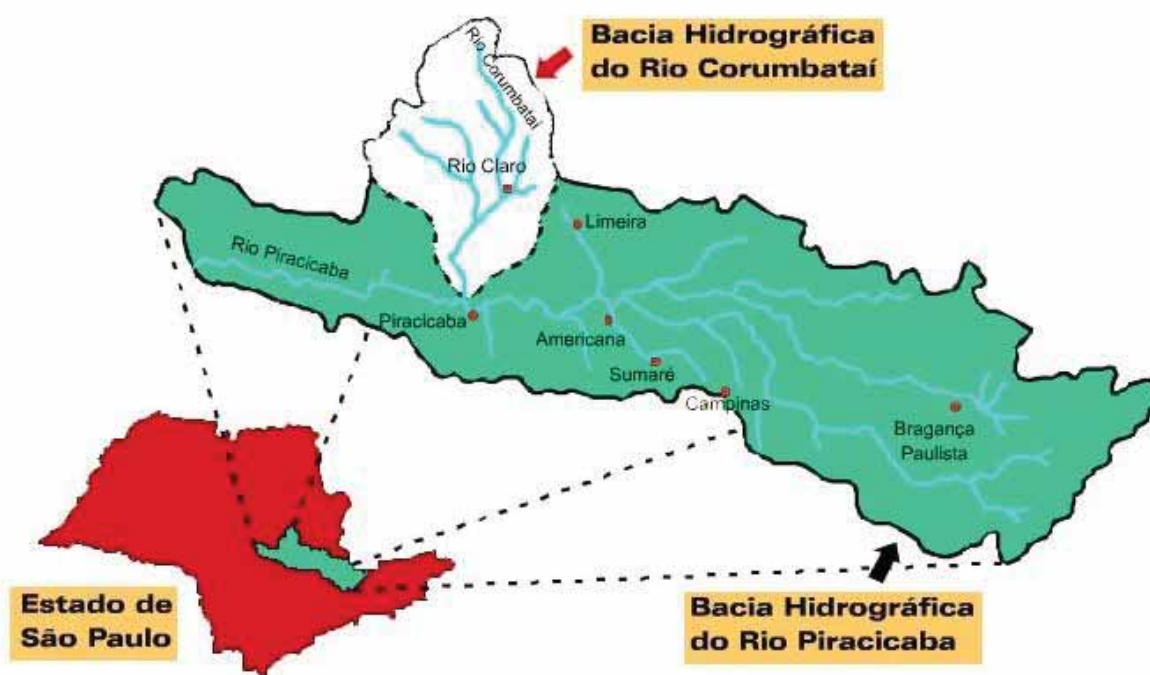 Bacia Hidrográfica
do Rio Corumbataí
Rio Corumbataí
Rio Claro
Limeira
Rio Piracicaba
Piracicaba
Americana
Sumaré
Campinas
Bragança
Paulista
Estado de
São Paulo
Bacia Hidrográfica
do Rio Piracicaba